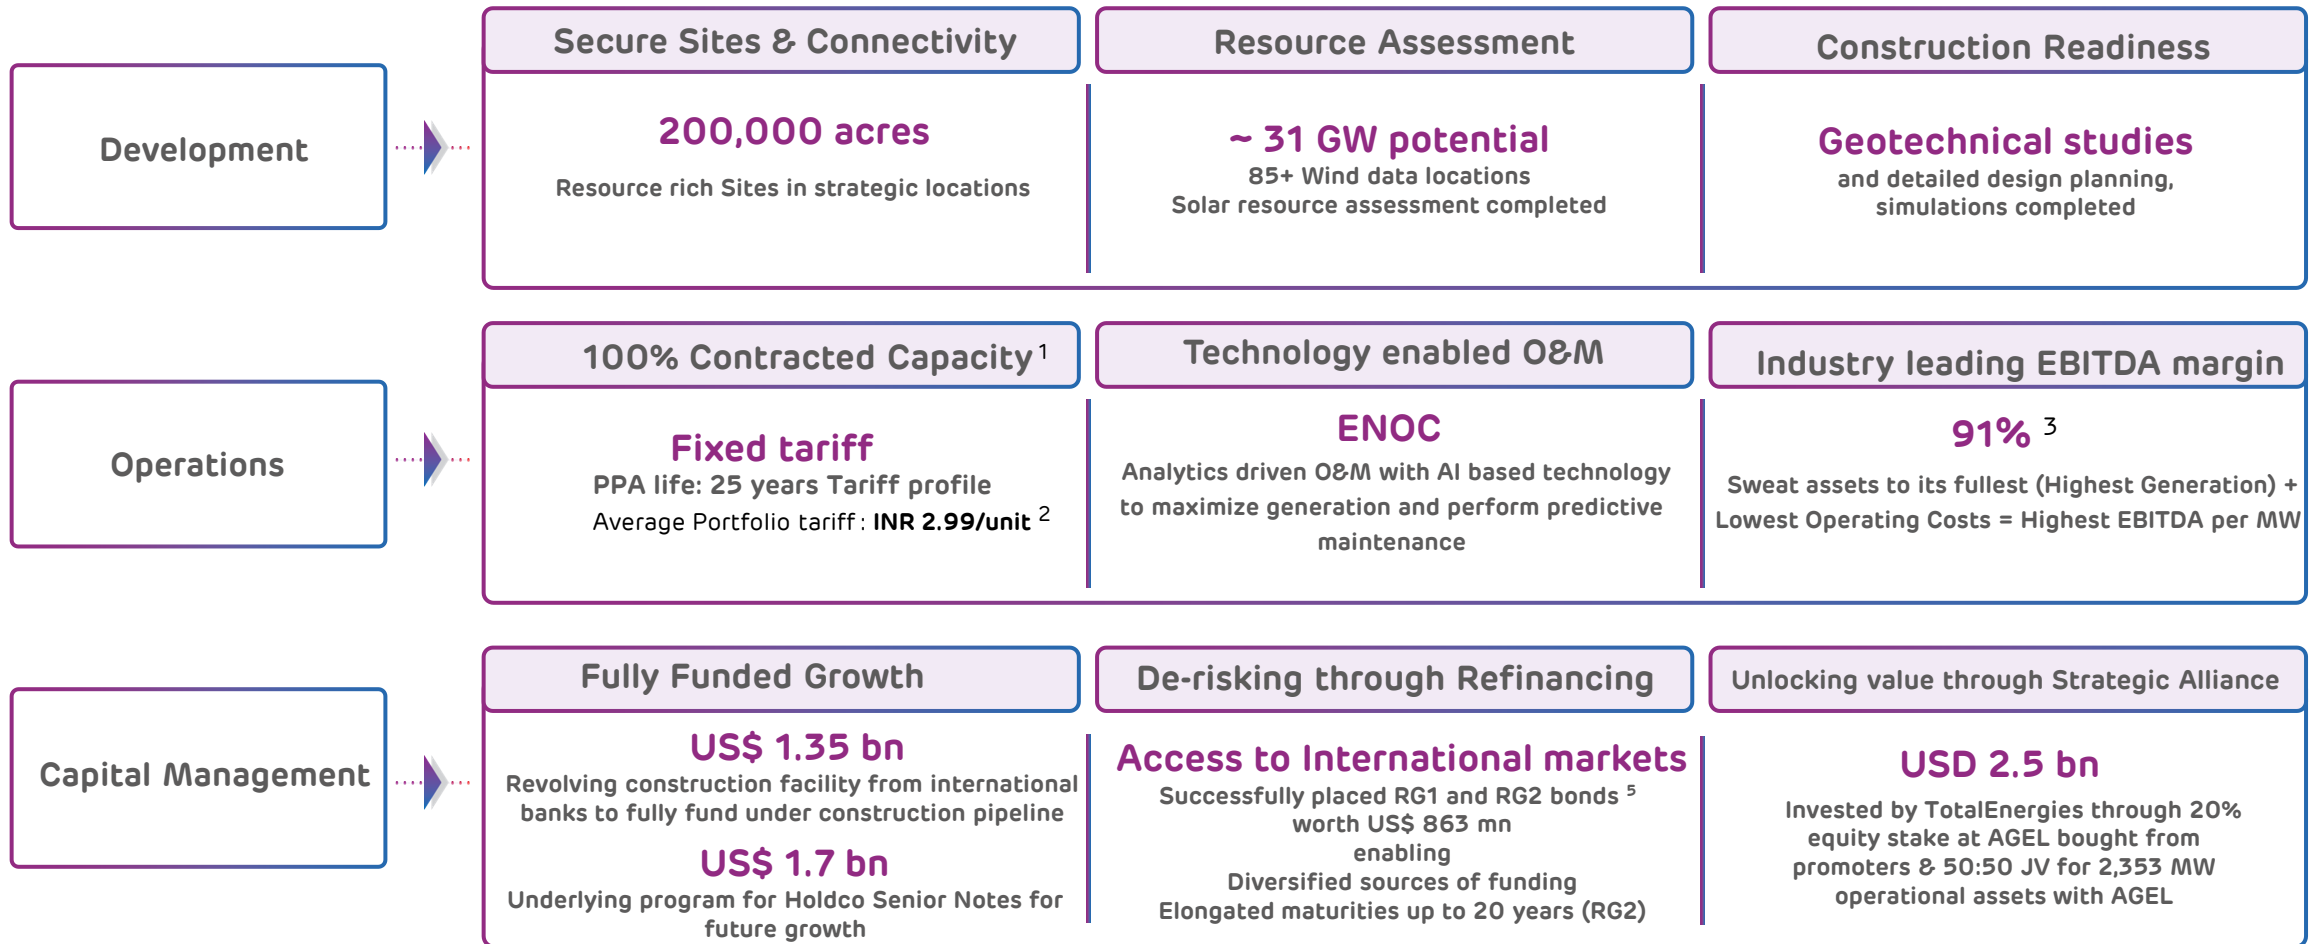 Development
Secure Sites & Connectivity
200,000 acres
Resource rich Sites in strategic locations
Resource Assessment
~ 31 GW potential
85+ Wind data locations
Solar resource assessment completed
Construction Readiness
Geotechnical studies
and detailed design planning,
simulations completed
Operations
100% Contracted Capacity 1
Fixed tariff
PPA life: 25 years Tariff profile
Average Portfolio tariff : INR 2.99/unit 2
Technology enabled O&M
ENOC
Analytics driven O&M with AI based technology
to maximize generation and perform predictive
maintenance
Industry leading EBITDA margin
91% 3
Sweat assets to its fullest (Highest Generation) +
Lowest Operating Costs = Highest EBITDA per MW
Capital Management
Fully Funded Growth
US$ 1.35 bn
Revolving construction facility from international
banks to fully fund under construction pipeline
US$ 1.7 bn
Underlying program for Holdco Senior Notes for
future growth
De-risking through Refinancing
Access to International markets
Successfully placed RG1 and RG2 bonds 5
worth US$ 863 mn
enabling
Diversified sources of funding
Elongated maturities up to 20 years (RG2)
Unlocking value through Strategic Alliance
USD 2.5 bn
Invested by TotalEnergies through 20%
equity stake at AGEL bought from
promoters & 50:50 JV for 2,353 MW
operational assets with AGEL